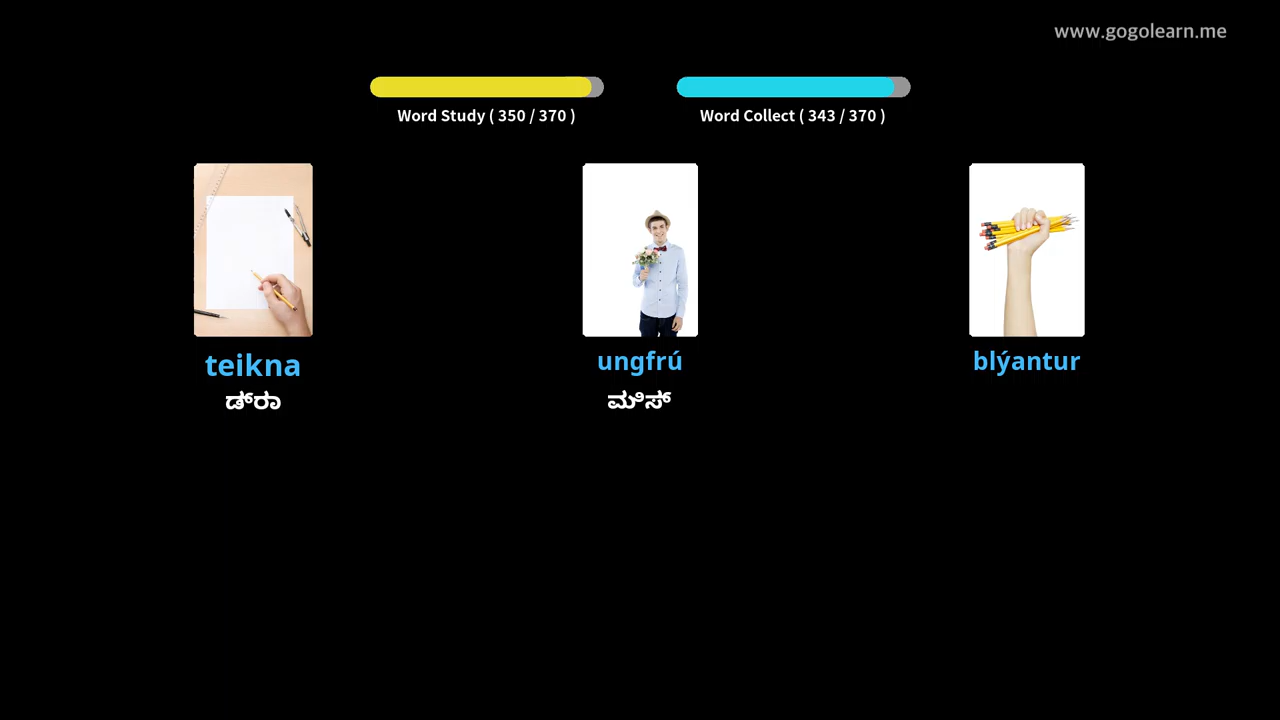 www.gogolearn.me
Word Study ( 350 / 370 )
Word Collect ( 343 / 370 )
teikna
ungfrú
blýantur
ಡ್ರಾ
ಮಿಸ್